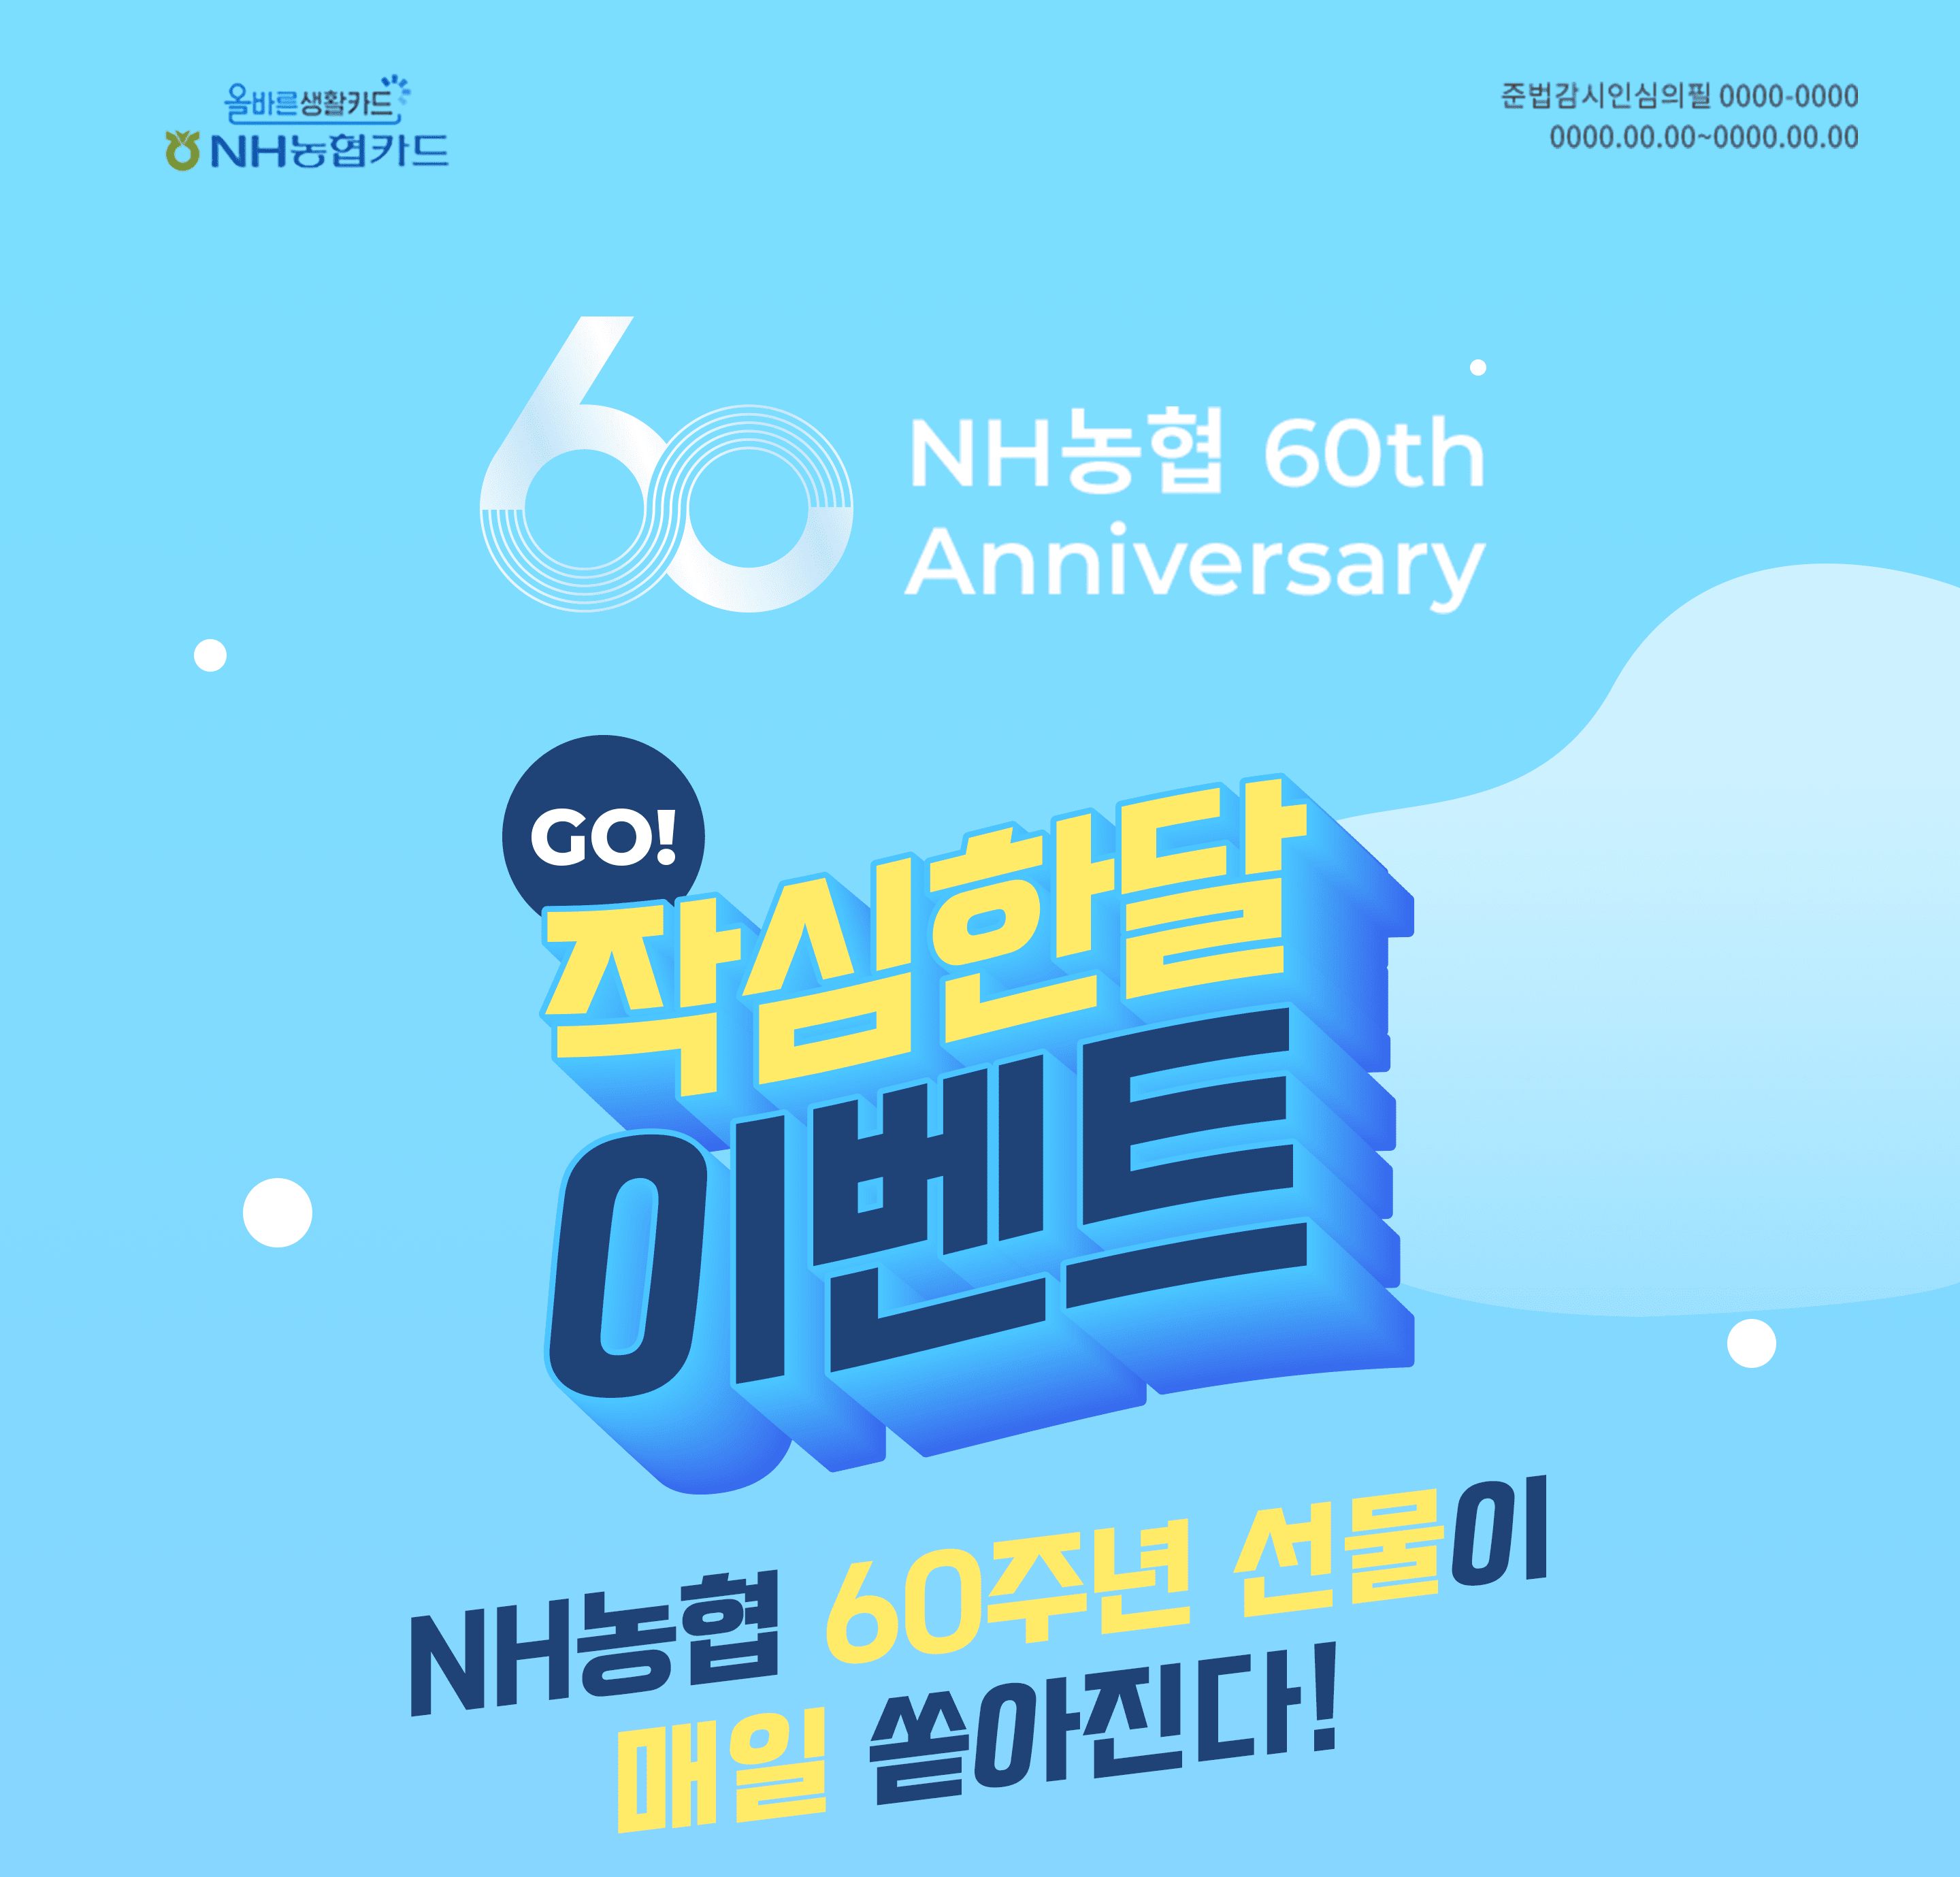 올바른생활카드
NH농협카드
준법감시인심의필 0000-0000
0000.00.00~0000.00.00
60
NH농협 60th
Anniversary
GO!
작심한달
이벤트
NH농협 60주년 선물이
매일 쏟아진다!